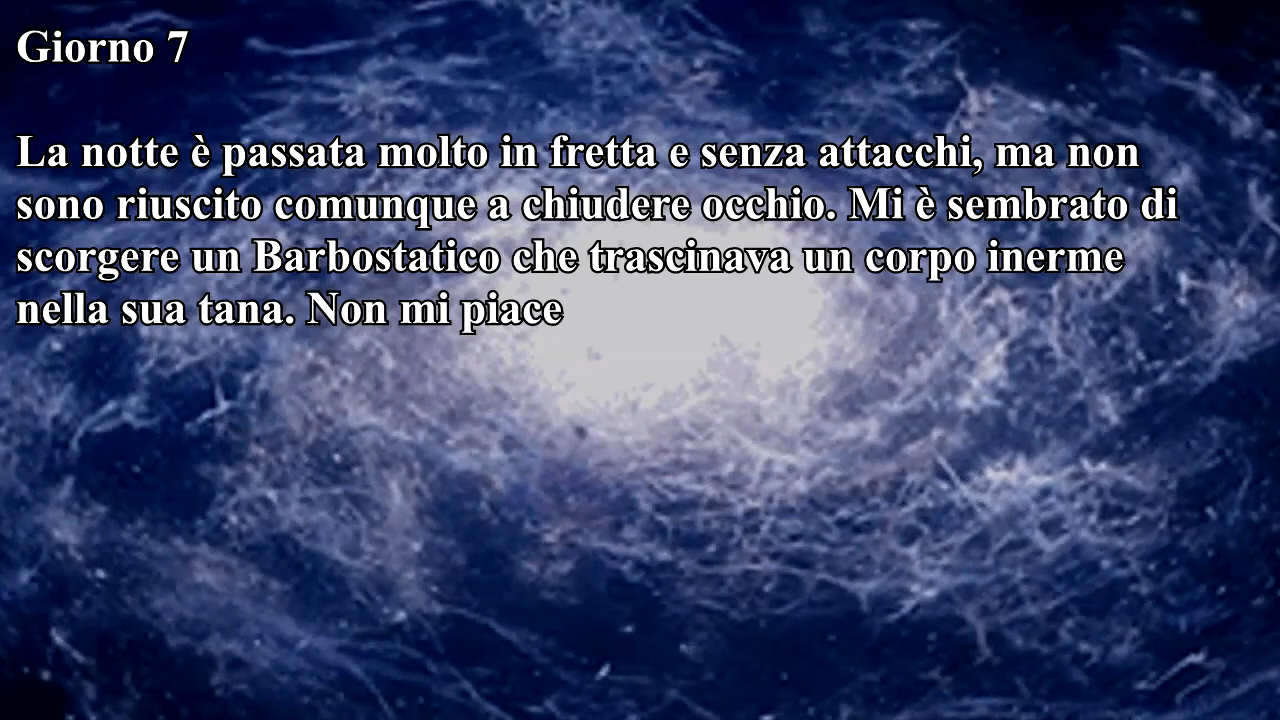 Giorno 7
La notte è passata molto in fretta e senza attacchi, ma non
sono riuscito comunque a chiudere occhio. Mi è sembrato di
scorgere un Barbostatico che trascinava un corpo inerme
nella sua tana. Non mi piace